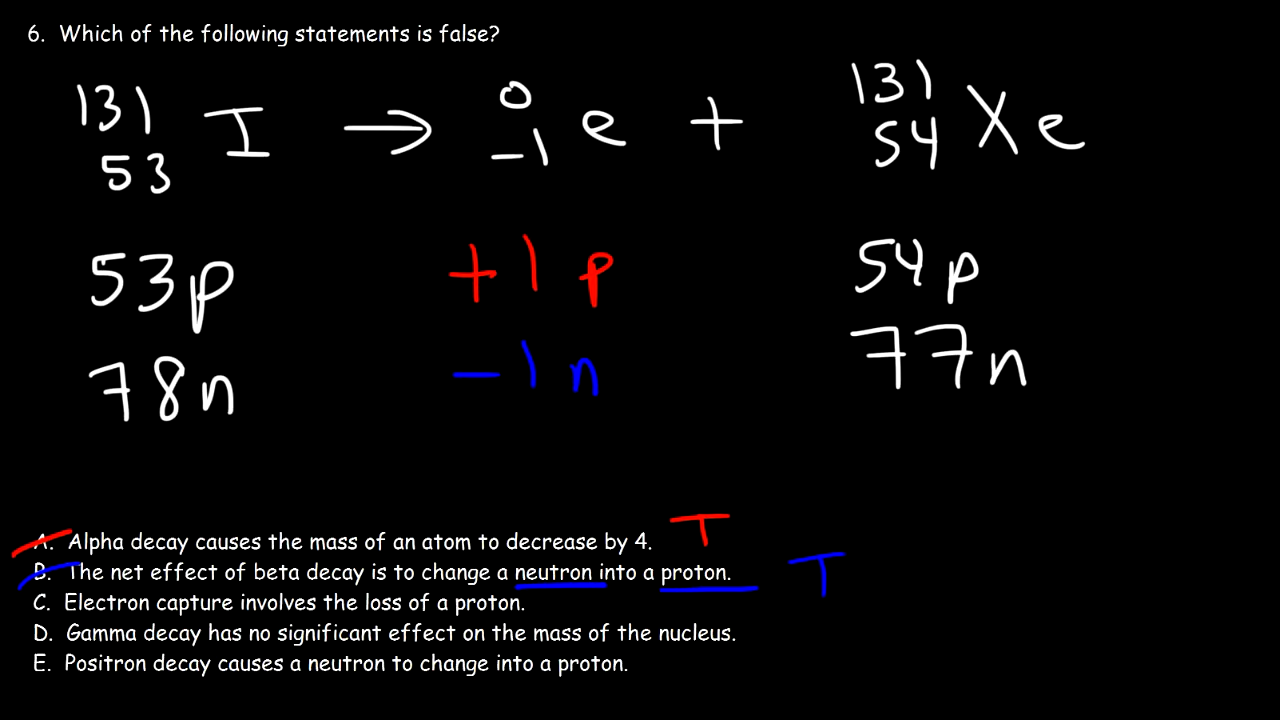 6. Which of the following statements is false?
131 53 I → 0 -1 e + 131 54 Xe
53p +1 p 54p
78n -1 n 77n
A. Alpha decay causes the mass of an atom to decrease by 4. T
B. The net effect of beta decay is to change a neutron into a proton. T
C. Electron capture involves the loss of a proton.
D. Gamma decay has no significant effect on the mass of the nucleus.
E. Positron decay causes a neutron to change into a proton.